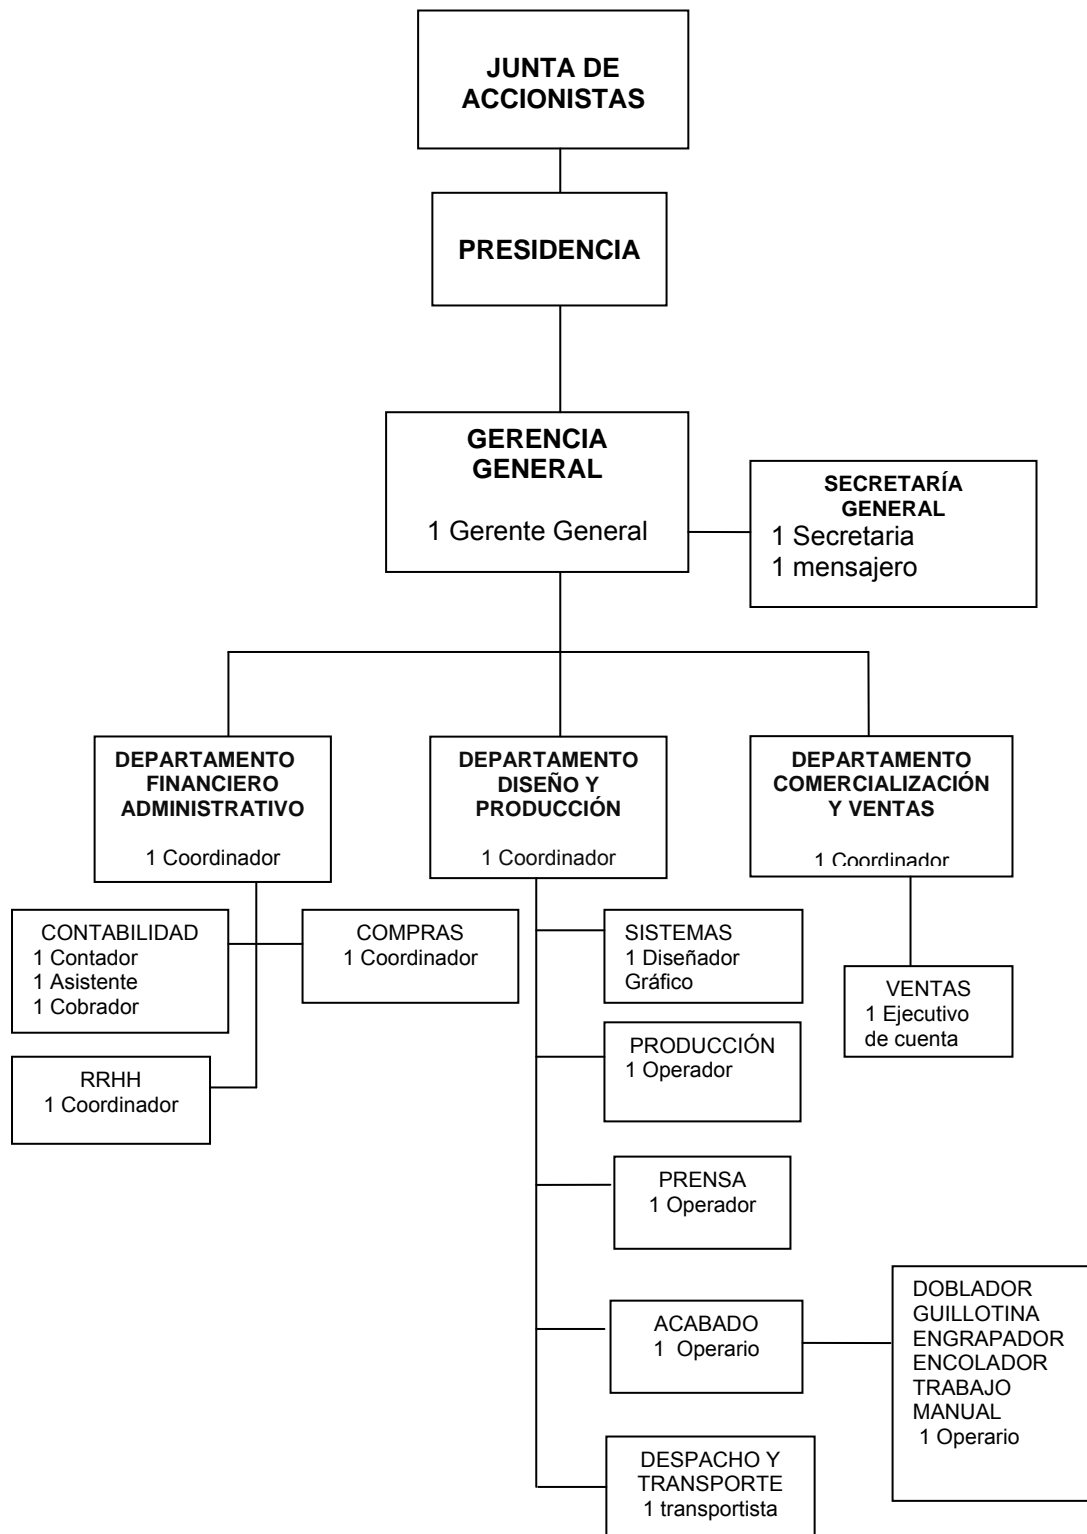 JUNTA DE
ACCIONISTAS
PRESIDENCIA
GERENCIA
GENERAL
1 Gerente General
SECRETARÍA
GENERAL
1 Secretaria
1 mensajero
DEPARTAMENTO
FINANCIERO
ADMINISTRATIVO
1 Coordinador
DEPARTAMENTO
DISEÑO Y
PRODUCCIÓN
1 Coordinador
DEPARTAMENTO
COMERCIALIZACIÓN
Y VENTAS
1 Coordinador
CONTABILIDAD
1 Contador
1 Asistente
1 Cobrador
COMPRAS
1 Coordinador
SISTEMAS
1 Diseñador
Gráfico
VENTAS
1 Ejecutivo
de cuenta
RRHH
1 Coordinador
PRODUCCIÓN
1 Operador
PRENSA
1 Operador
ACABADO
1 Operario
DOBLADOR
GUILLOTINA
ENGRAPADOR
ENCOLADOR
TRABAJO
MANUAL
1 Operario
DESPACHO Y
TRANSPORTE
1 transportista